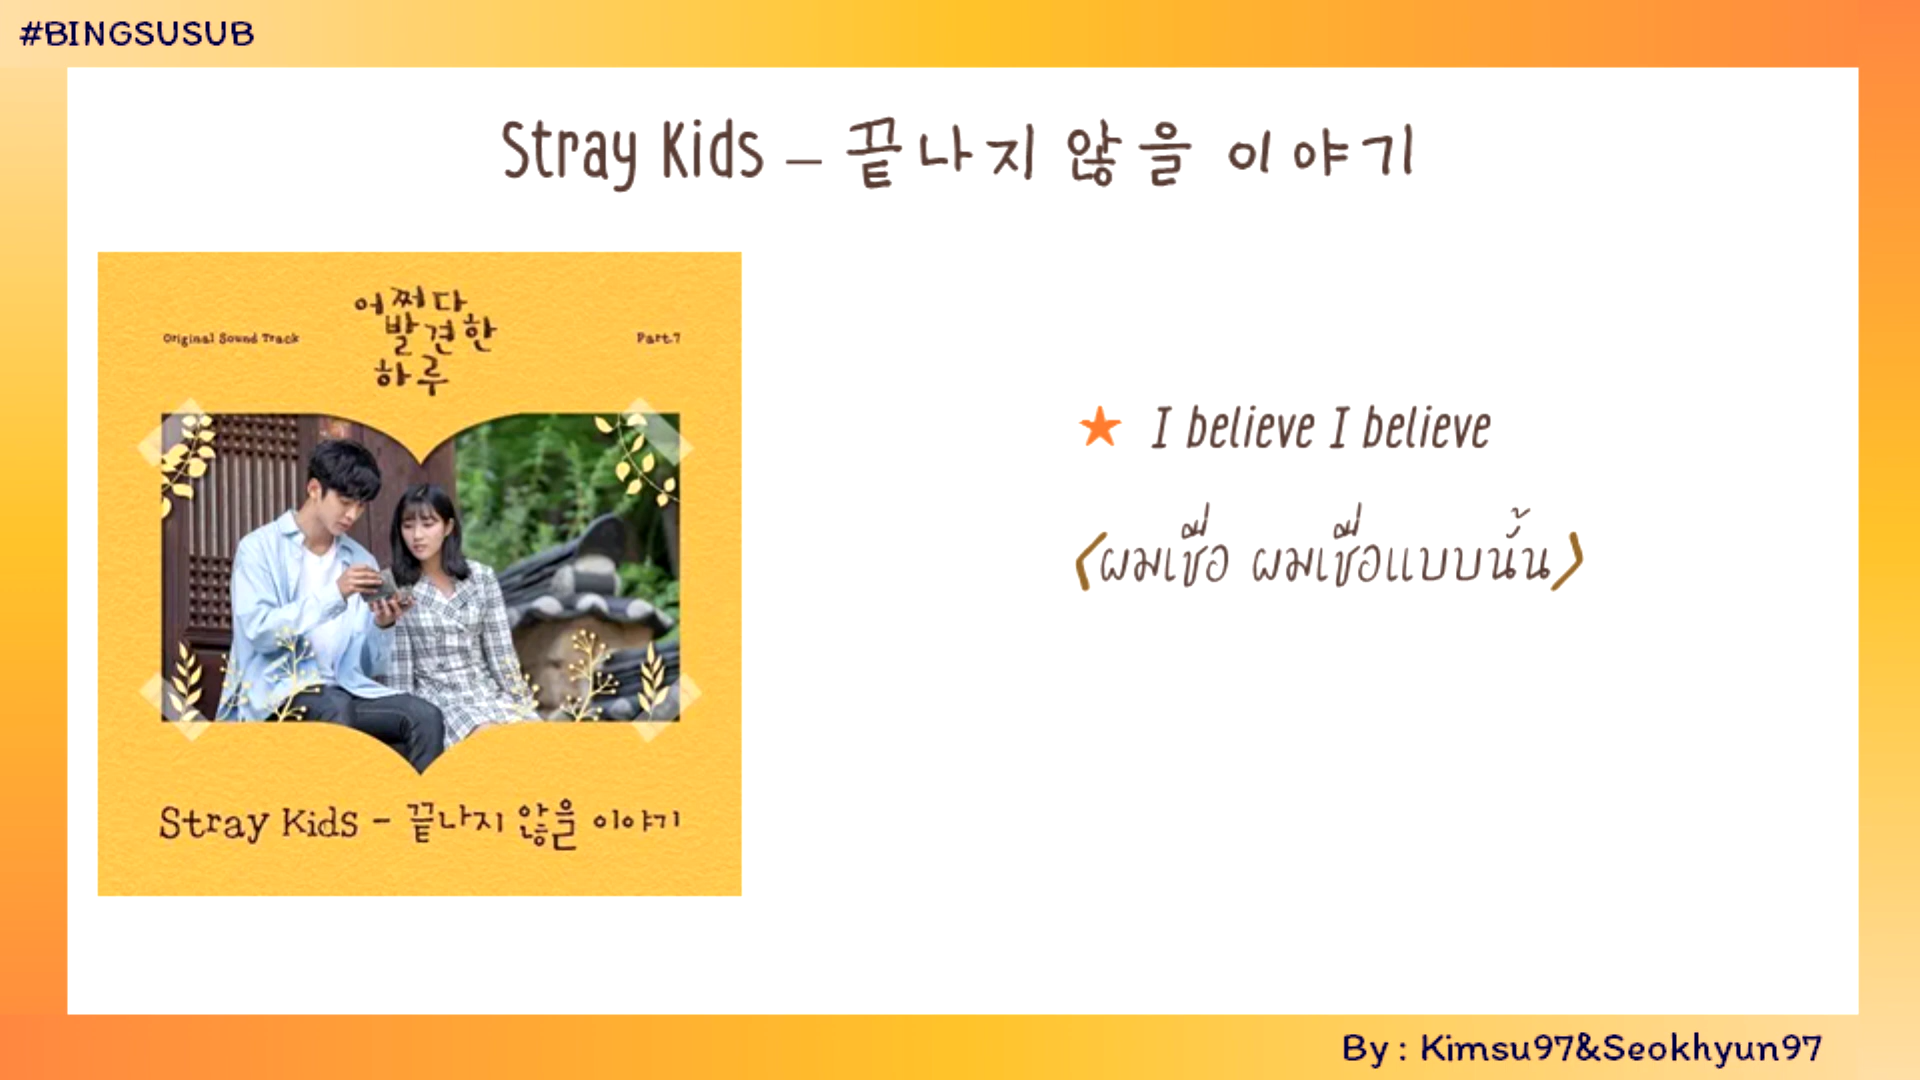 #BINGSUSUB
Stray Kids – 끝나지 않을 이야기
어쩌다
발견한
하루
Original Sound Track
Part.7
Stray Kids - 끝나지 않을 이야기
★ I believe I believe
<ผมเชื่อ ผมเชื่อแบบนั้น>
By : Kimsu97&Seokhyun97